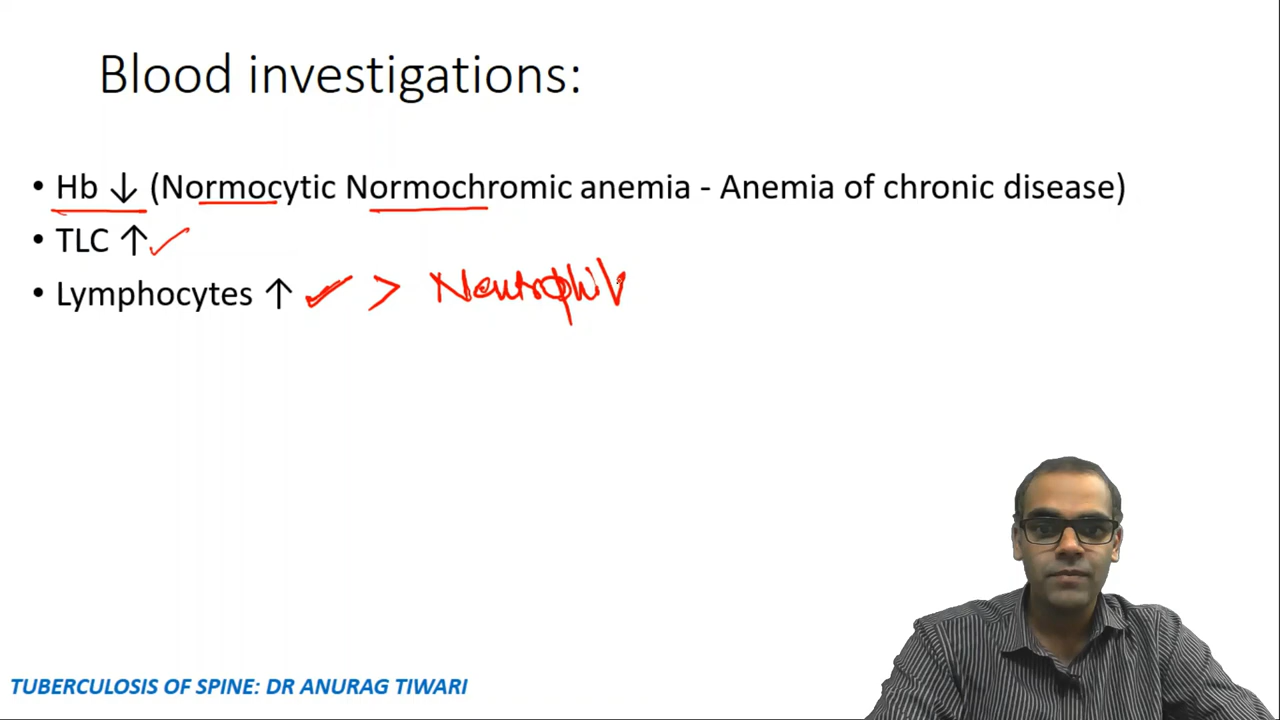 Blood investigations:
• Hb ↓ (Normocytic Normochromic anemia - Anemia of chronic disease)
• TLC ↑ ✓
• Lymphocytes ↑ ✓ > Neutrophil
TUBERCULOSIS OF SPINE: DR ANURAG TIWARI